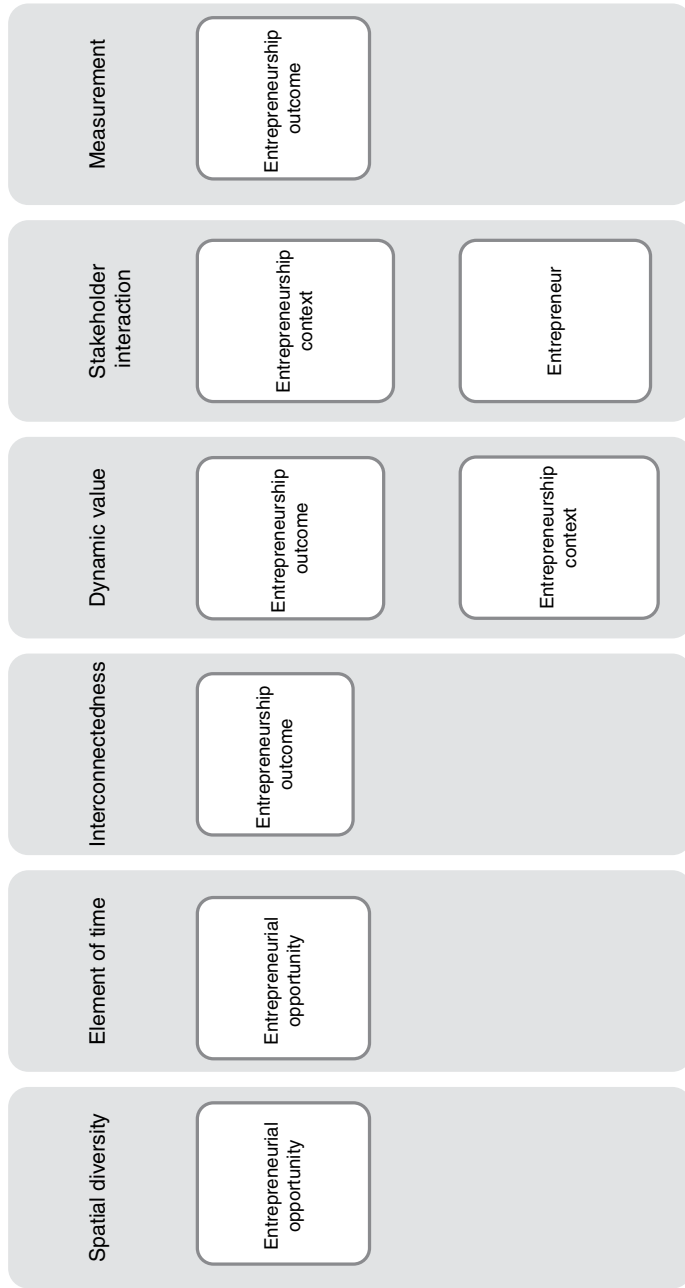 Spatial diversity
Entrepreneurial
opportunity
Element of time
Entrepreneurial
opportunity
Interconnectedness
Entrepreneurship
outcome
Dynamic value
Entrepreneurship
outcome
Entrepreneurship
context
Stakeholder
interaction
Entrepreneurship
context
Entrepreneur
Measurement
Entrepreneurship
outcome